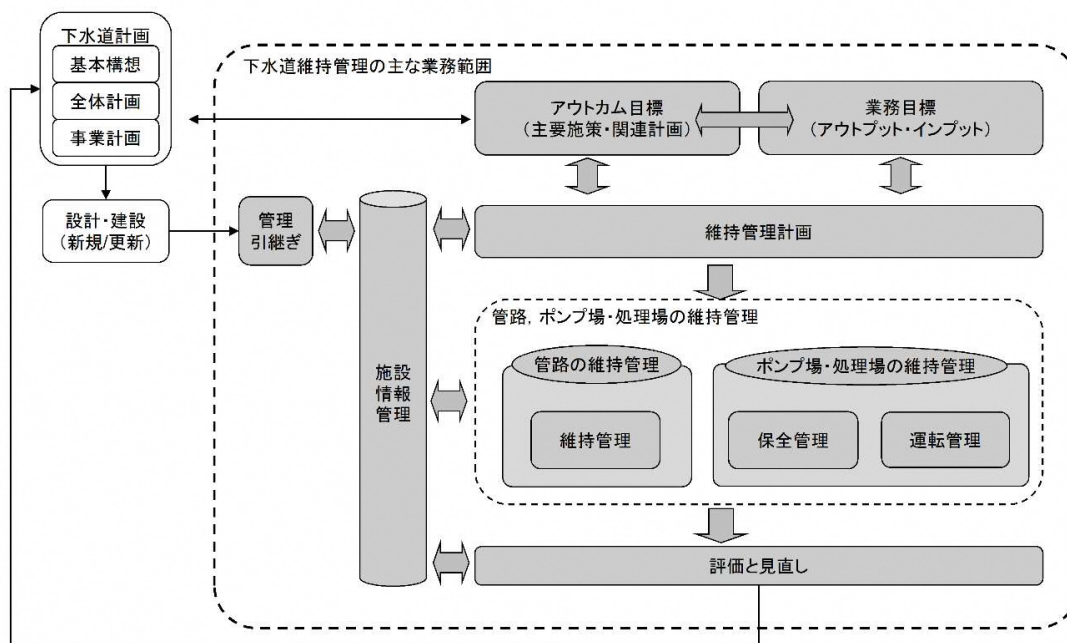 下水道計画
基本構想
全体計画
事業計画
設計・建設
(新規/更新)
下水道維持管理の主な業務範囲
アウトカム目標
(主要施策・関連計画)
業務目標
(アウトプット・インプット)
管理
引継ぎ
施設
情報
管理
維持管理計画
管路,ポンプ場・処理場の維持管理
管路の維持管理
維持管理
ポンプ場・処理場の維持管理
保全管理
運転管理
評価と見直し